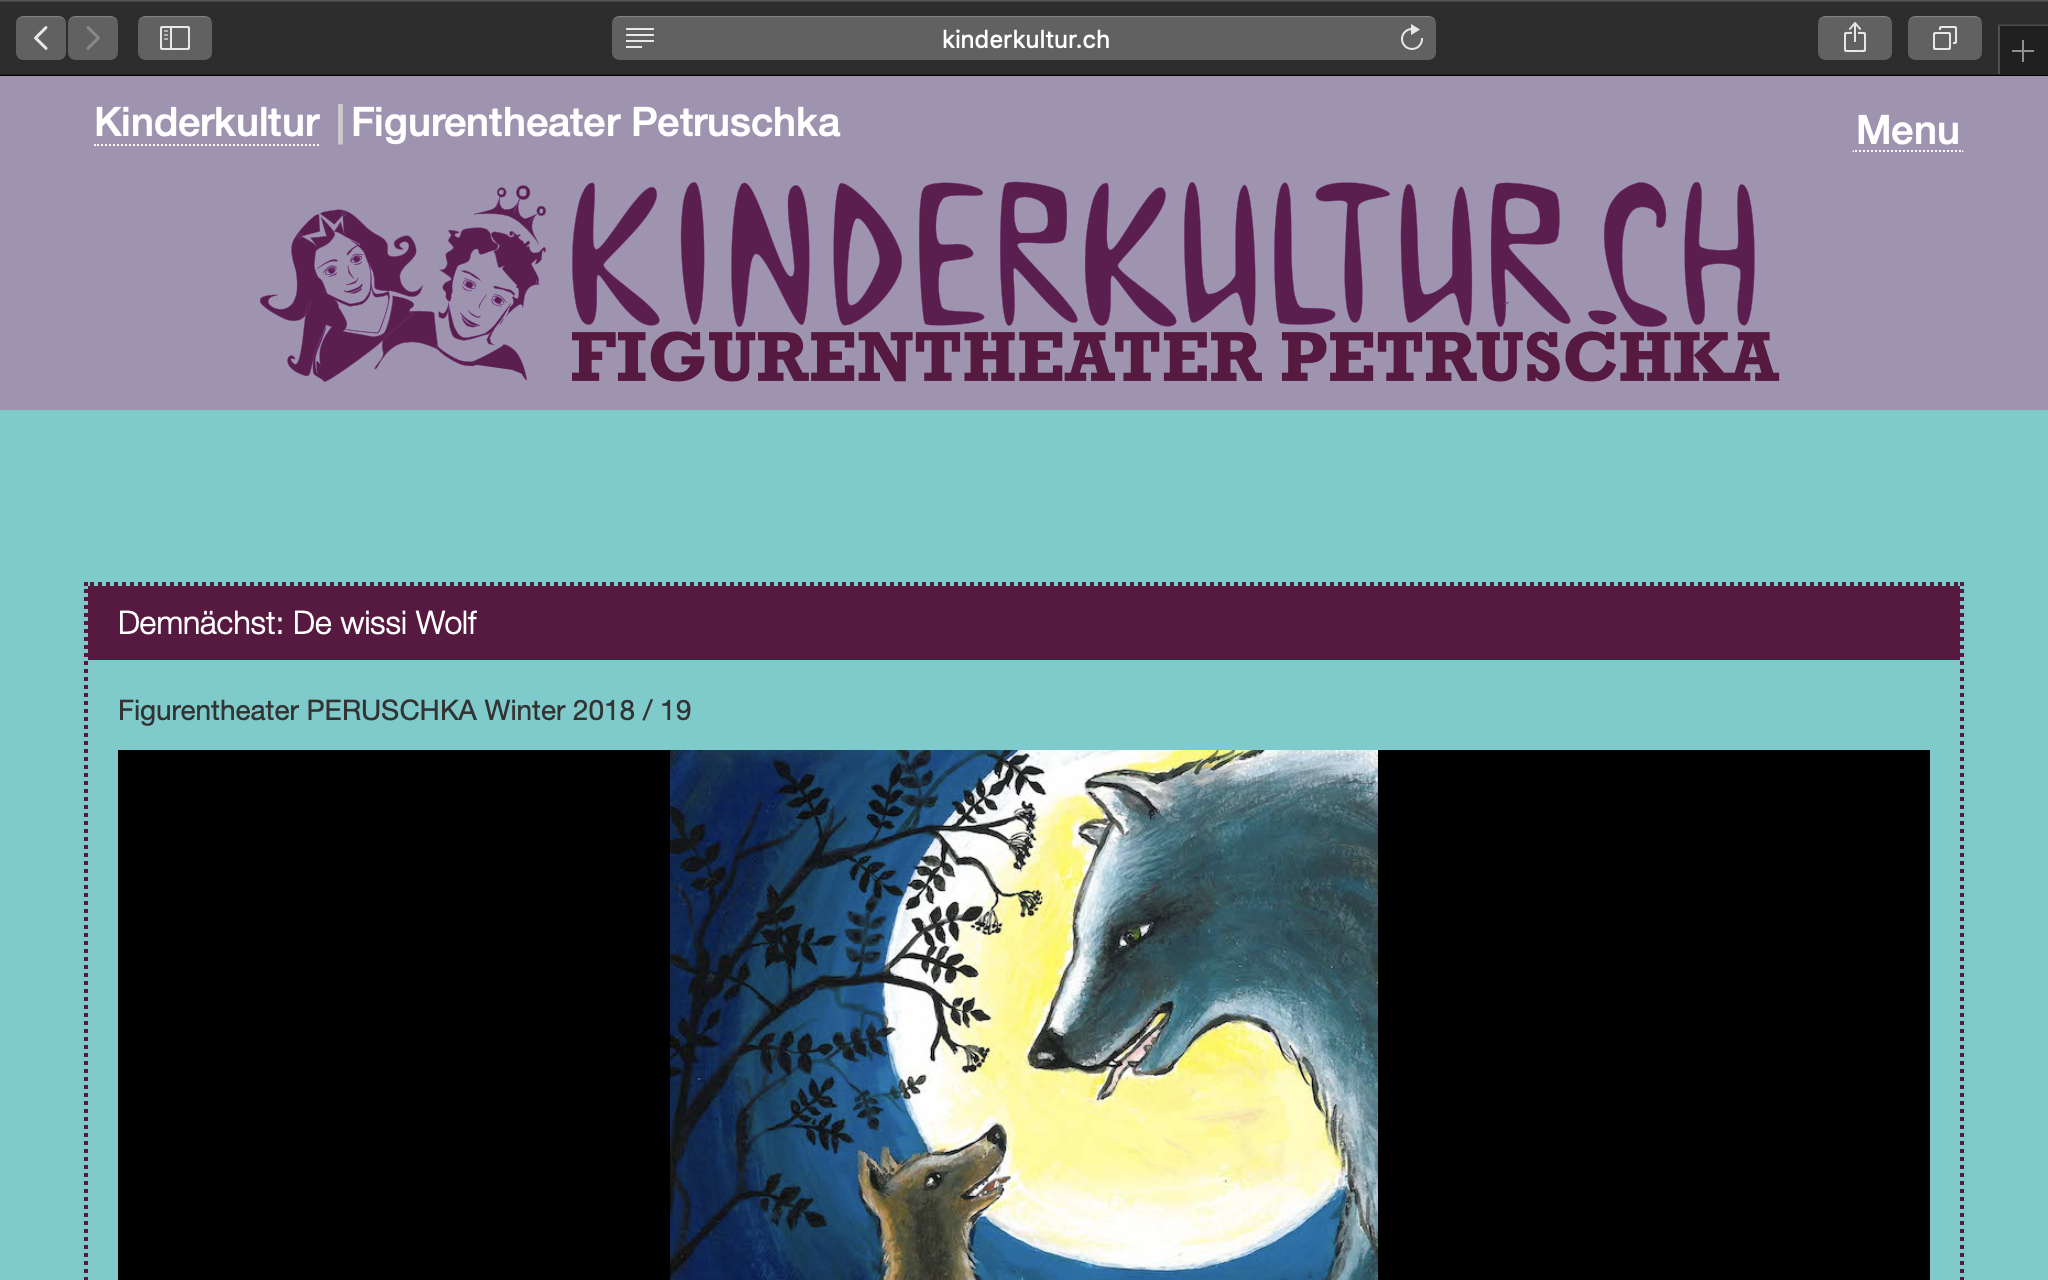 kinderkultur.ch
Kinderkultur | Figurentheater Petruschka
Menu
KINDERKULTUR.CH
FIGURENTHEATER PETRUSCHKA
Demnächst: De wissi Wolf
Figurentheater PERUSCHKA Winter 2018 / 19